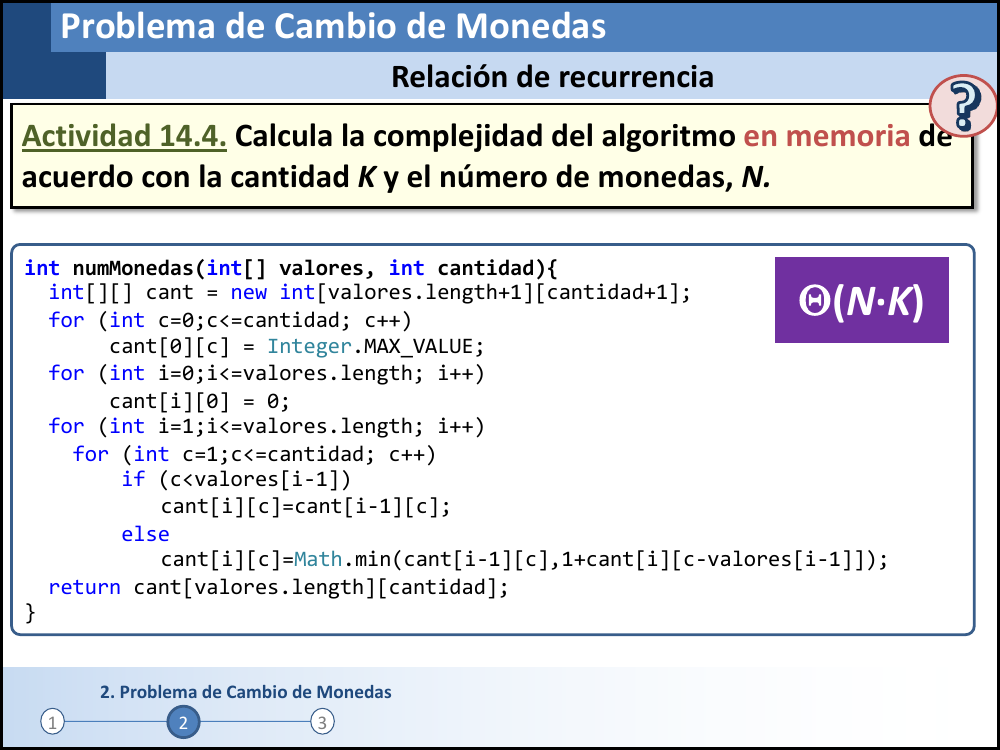 Problema de Cambio de Monedas
Relación de recurrencia
?
Actividad 14.4. Calcula la complejidad del algoritmo en memoria de
acuerdo con la cantidad K y el número de monedas, N.
int numMonedas(int[] valores, int cantidad){
int[][] cant = new int[valores.length+1][cantidad+1];
for (int c=0;c<=cantidad; c++)
cant[0][c] = Integer.MAX_VALUE;
for (int i=0;i<=valores.length; i++)
cant[i][0] = 0;
for (int i=1;i<=valores.length; i++)
for (int c=1;c<=cantidad; c++)
if (c<valores[i-1])
cant[i][c]=cant[i-1][c];
else
cant[i][c]=Math.min(cant[i-1][c],1+cant[i][c-valores[i-1]]);
return cant[valores.length][cantidad];
}
Θ(N·K)
2. Problema de Cambio de Monedas
1 2 3